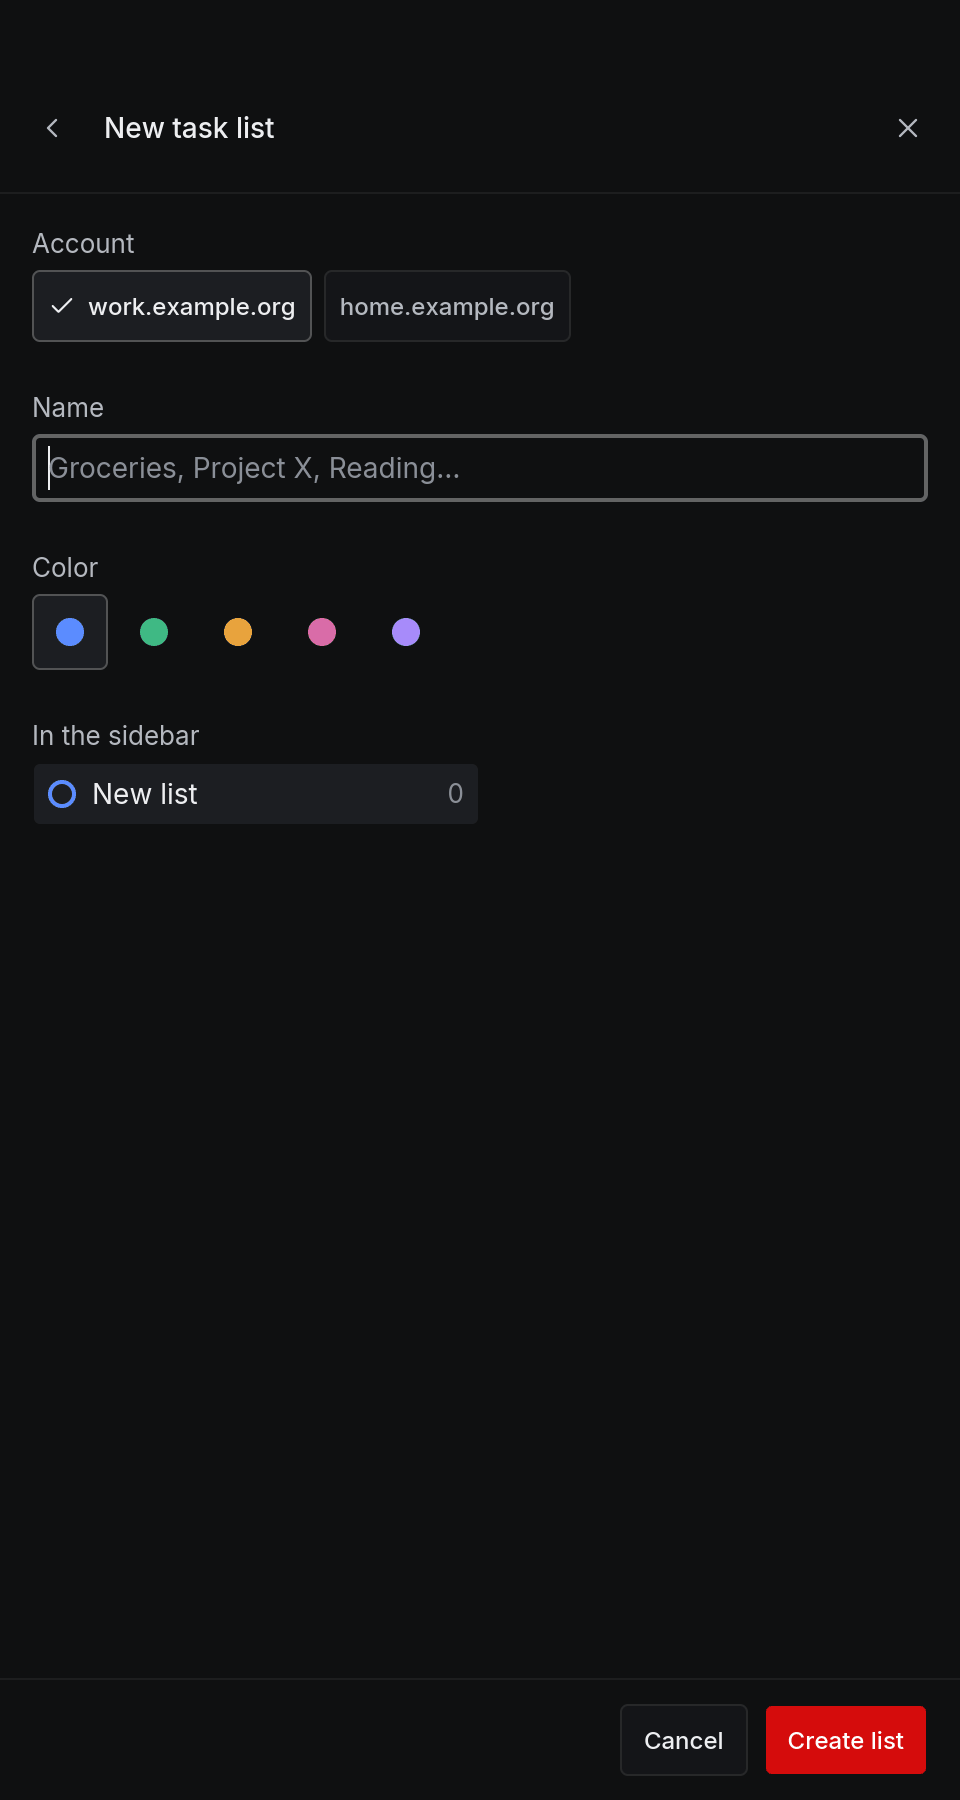 New task list
Account
work.example.org home.example.org
Name
Groceries, Project X, Reading...
Color
In the sidebar
New list 0
Cancel Create list